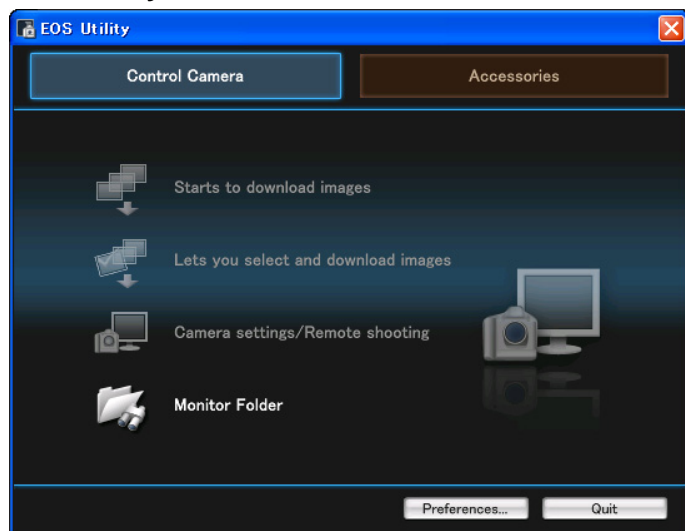 EOS Utility
Control Camera
Accessories
Starts to download images
Lets you select and download images
Camera settings/Remote shooting
Monitor Folder
Preferences...
Quit